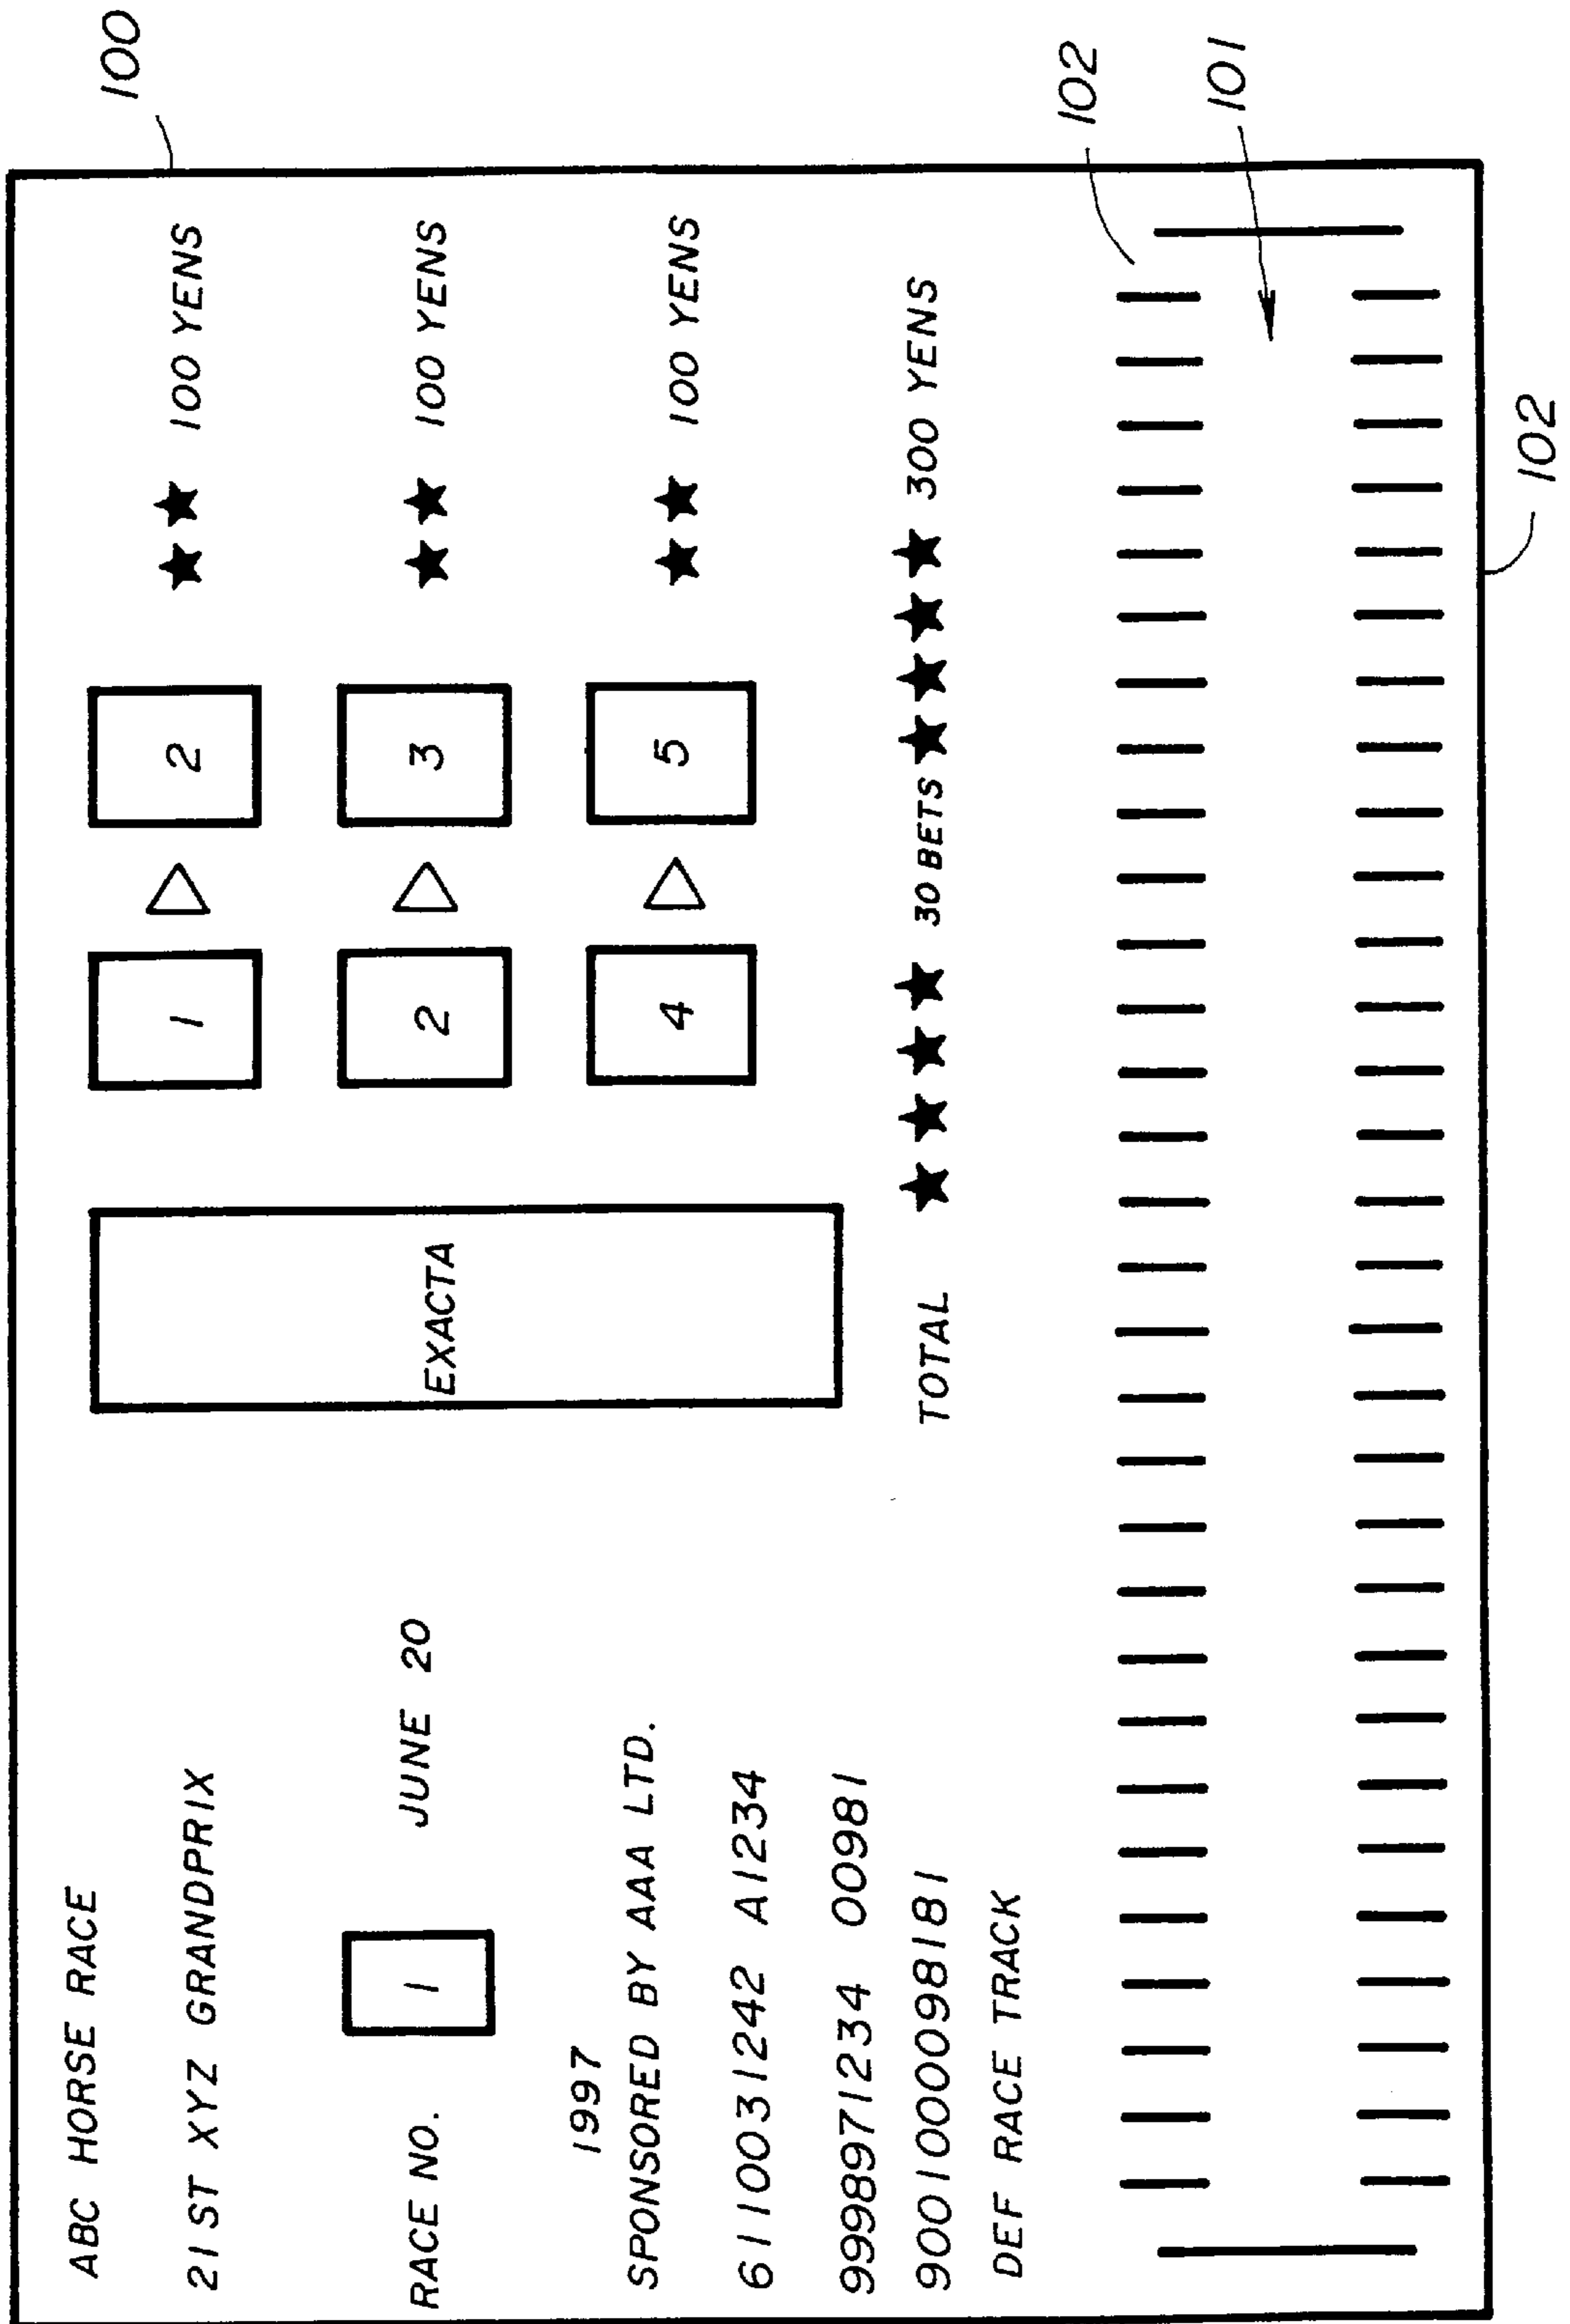 100
ABC HORSE RACE
21ST XYZ GRANDPRIX
RACE NO. 1 JUNE 20
1997
SPONSORED BY AAA LTD.
6110031242 A1234
9998971234 00981
9001000098181
DEF RACE TRACK
EXACTA
1 2 ★★ 100 YENS
2 3 ★★ 100 YENS
4 5 ★★ 100 YENS
TOTAL ★★★★ 30 BETS ★★★★ 300 YENS
102
101
102